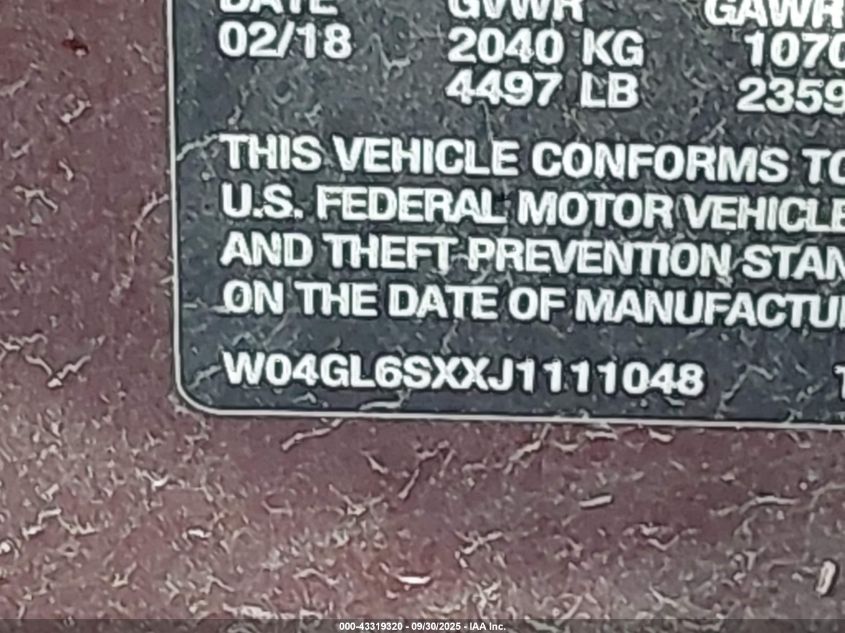 DATE GVWR GAWR
02/18 2040 KG 1070
4497 LB 2359
THIS VEHICLE CONFORMS TO
U.S. FEDERAL MOTOR VEHICLE
AND THEFT PREVENTION STAN
ON THE DATE OF MANUFACTU
W04GL6SXXJ1111048 1
000-43319320 - 09/30/2025 - IAA Inc.